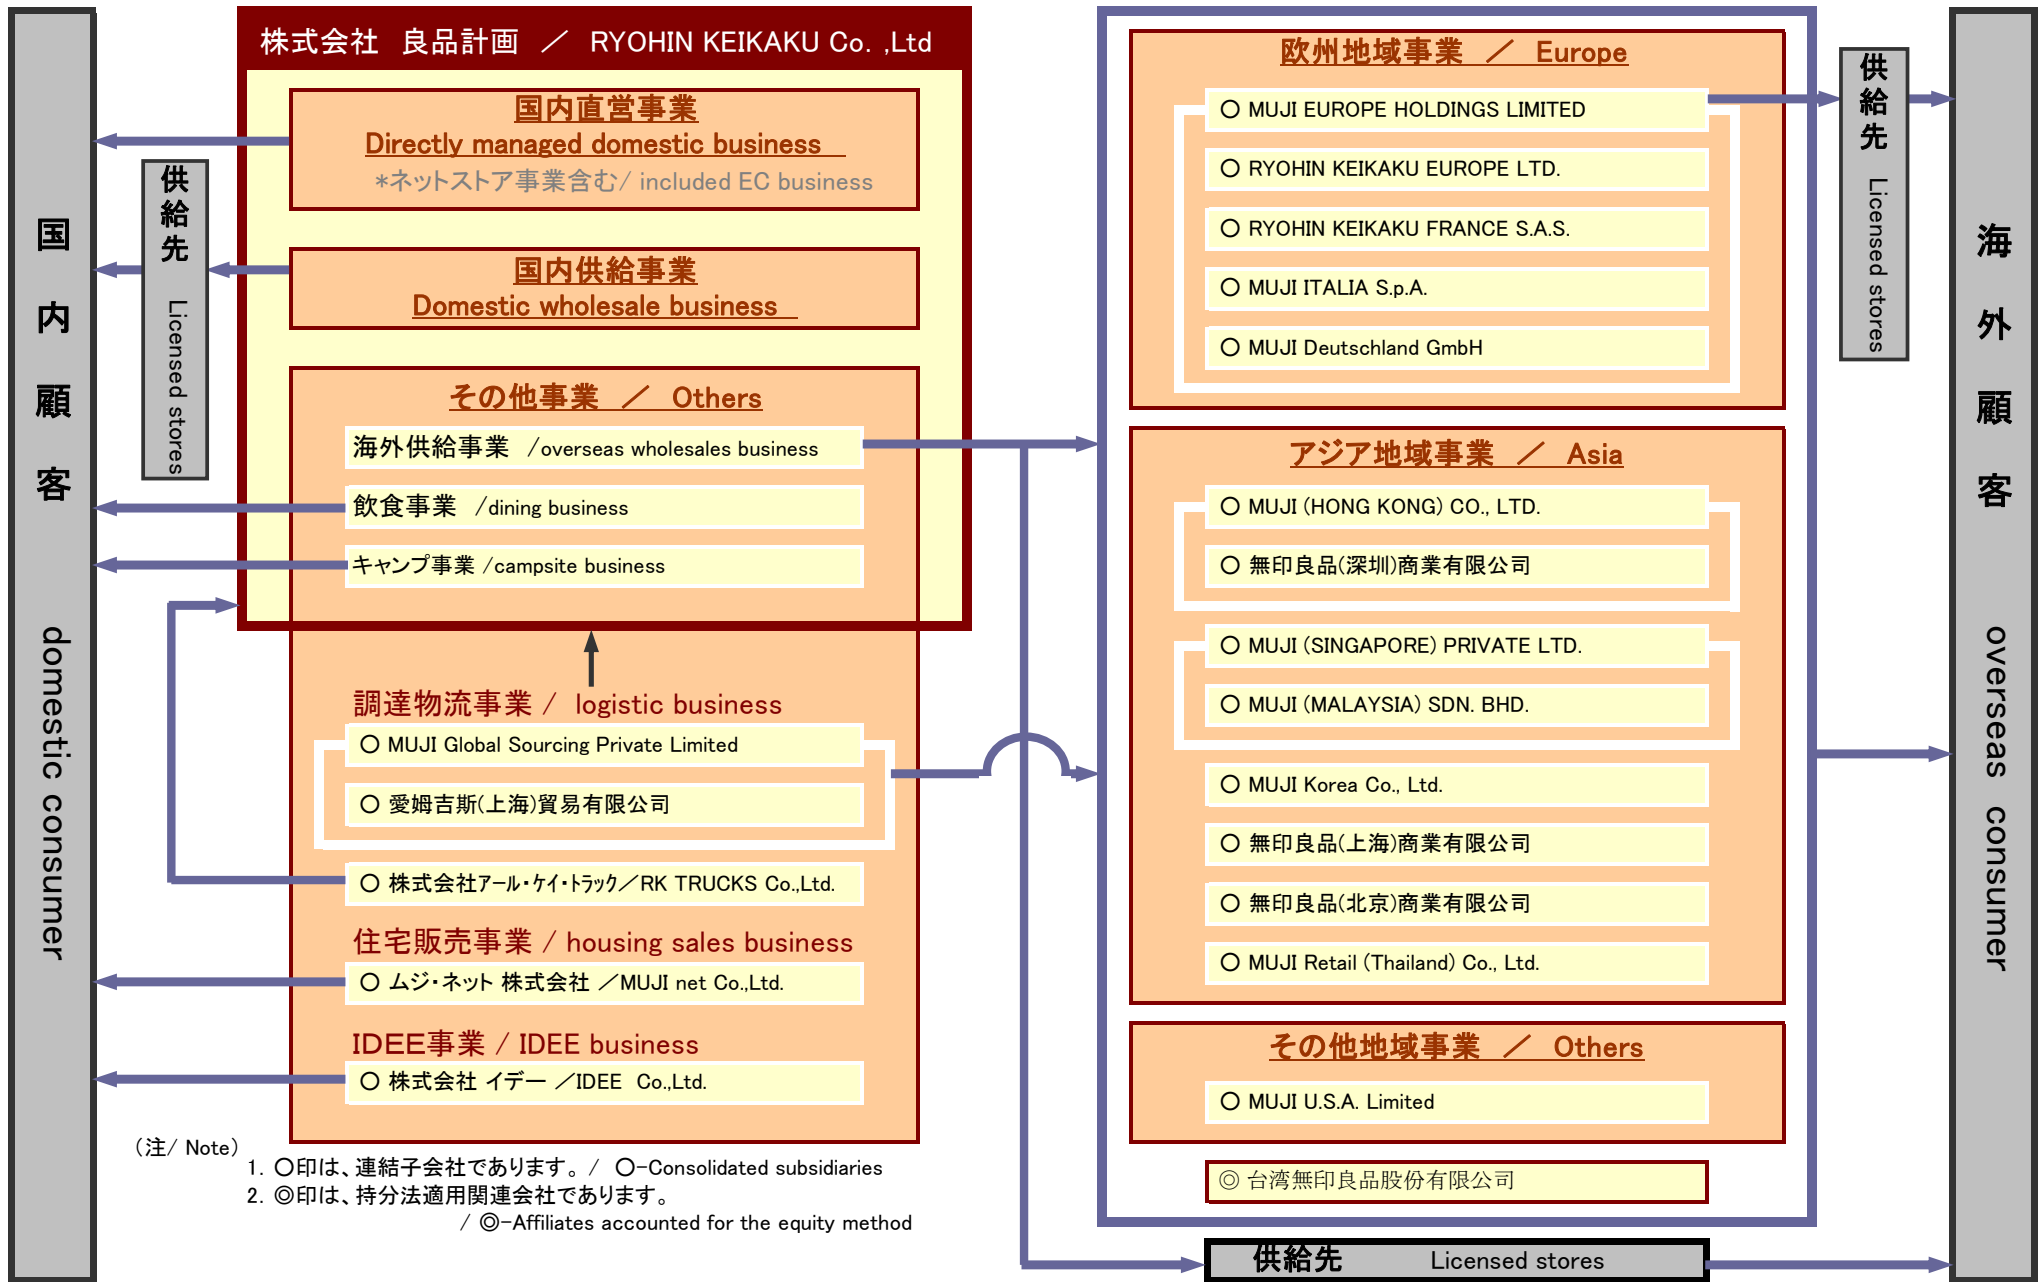 国内顧客 domestic consumer
供給先 Licensed stores
株式会社 良品計画 ／ RYOHIN KEIKAKU Co. ,Ltd
国内直営事業
Directly managed domestic business
*ネットストア事業含む/ included EC business
国内供給事業
Domestic wholesale business
その他事業 ／ Others
海外供給事業 /overseas wholesales business
飲食事業 /dining business
キャンプ事業 /campsite business
調達物流事業 / logistic business
○ MUJI Global Sourcing Private Limited
○ 愛姆吉斯(上海)貿易有限公司
○ 株式会社アール・ケイ・トラック／RK TRUCKS Co.,Ltd.
住宅販売事業 / housing sales business
○ ムジ・ネット 株式会社 ／MUJI net Co.,Ltd.
IDEE事業 / IDEE business
○ 株式会社 イデー ／IDEE Co.,Ltd.
（注/ Note）
1. ○印は、連結子会社であります。 / ○-Consolidated subsidiaries
2. ◎印は、持分法適用関連会社であります。
/ ◎-Affiliates accounted for the equity method
欧州地域事業 ／ Europe
○ MUJI EUROPE HOLDINGS LIMITED
○ RYOHIN KEIKAKU EUROPE LTD.
○ RYOHIN KEIKAKU FRANCE S.A.S.
○ MUJI ITALIA S.p.A.
○ MUJI Deutschland GmbH
アジア地域事業 ／ Asia
○ MUJI (HONG KONG) CO., LTD.
○ 無印良品(深圳)商業有限公司
○ MUJI (SINGAPORE) PRIVATE LTD.
○ MUJI (MALAYSIA) SDN. BHD.
○ MUJI Korea Co., Ltd.
○ 無印良品(上海)商業有限公司
○ 無印良品(北京)商業有限公司
○ MUJI Retail (Thailand) Co., Ltd.
その他地域事業 ／ Others
○ MUJI U.S.A. Limited
◎ 台湾無印良品股份有限公司
供給先 Licensed stores
供給先 Licensed stores
海外顧客 overseas consumer